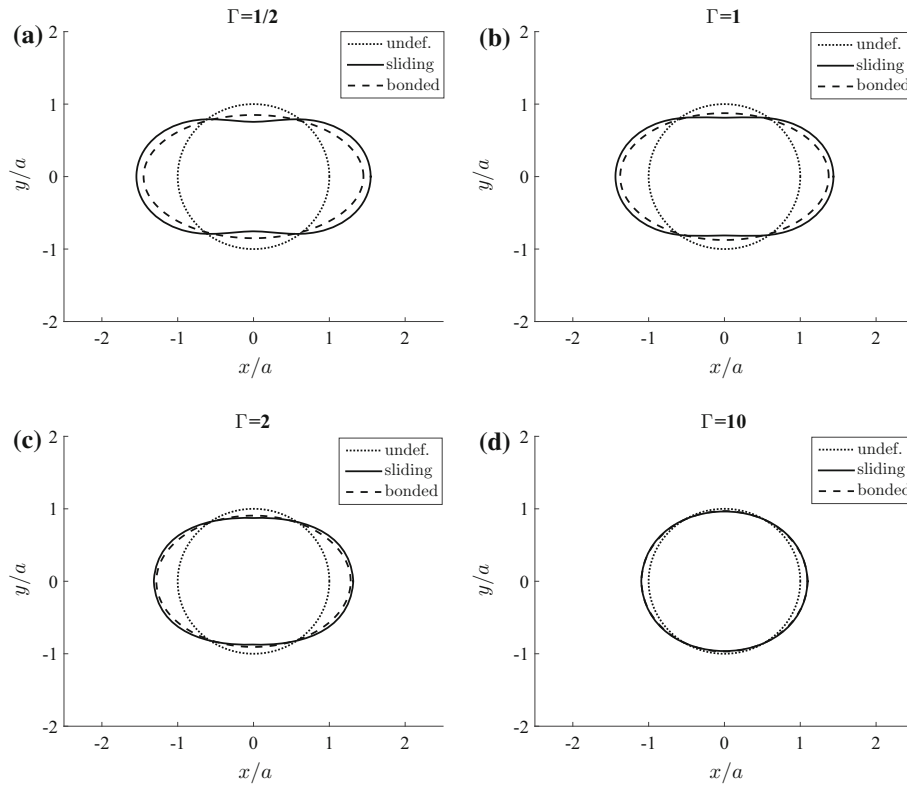 Γ=1/2
(a)
undef.
sliding
bonded
2
1
0
-1
-2
y/a
-2 -1 0 1 2
x/a
Γ=1
(b)
undef.
sliding
bonded
2
1
0
-1
-2
y/a
-2 -1 0 1 2
x/a
Γ=2
(c)
undef.
sliding
bonded
2
1
0
-1
-2
y/a
-2 -1 0 1 2
x/a
Γ=10
(d)
undef.
sliding
bonded
2
1
0
-1
-2
y/a
-2 -1 0 1 2
x/a